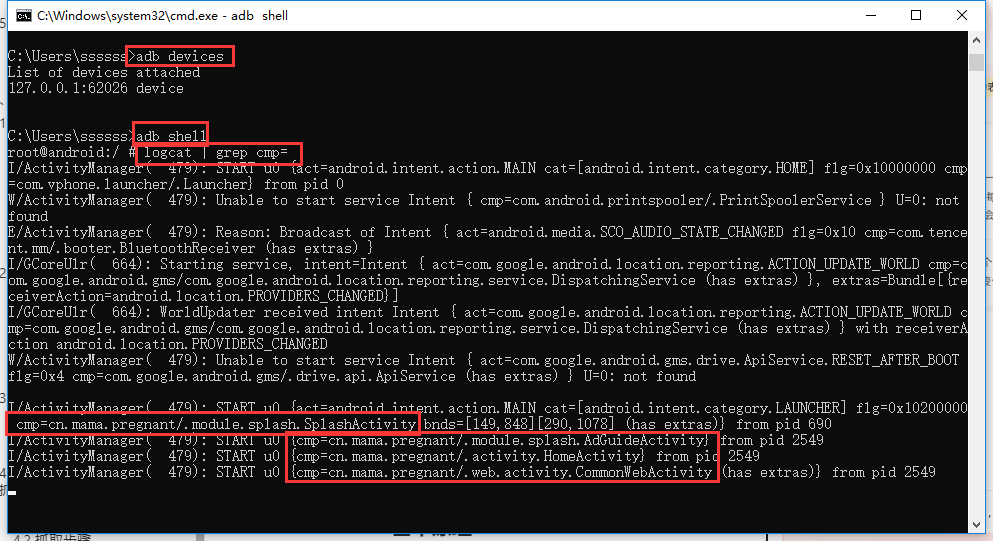 C:\Windows\system32\cmd.exe - adb  shell
C:\Users\ssssss>adb devices
List of devices attached
127.0.0.1:62026 device
C:\Users\ssssss>adb shell
root@android:/ # logcat | grep cmp=
I/ActivityManager(  479): START u0 {act=android.intent.action.MAIN cat=[android.intent.category.HOME] flg=0x10000000 cmp
=com.vphone.launcher/.Launcher} from pid 0
W/ActivityManager(  479): Unable to start service Intent { cmp=com.android.printspooler/.PrintSpoolerService } U=0: not
found
E/ActivityManager(  479): Reason: Broadcast of Intent { act=android.media.SCO_AUDIO_STATE_CHANGED flg=0x10 cmp=com.tence
nt.mm/.booter.BluetoothReceiver (has extras) }
I/GCoreUlr(  664): Starting service, intent=Intent { act=com.google.android.location.reporting.ACTION_UPDATE_WORLD cmp=c
om.google.android.gms/com.google.android.location.reporting.service.DispatchingService (has extras) }, extras=Bundle[{re
ceiverAction=android.location.PROVIDERS_CHANGED}]
I/GCoreUlr(  664): WorldUpdater received intent Intent { act=com.google.android.location.reporting.ACTION_UPDATE_WORLD c
mp=com.google.android.gms/com.google.android.location.reporting.service.DispatchingService (has extras) } with receiverA
ction android.location.PROVIDERS_CHANGED
W/ActivityManager(  479): Unable to start service Intent { act=com.google.android.gms.drive.ApiService.RESET_AFTER_BOOT
flg=0x4 cmp=com.google.android.gms/.drive.api.ApiService (has extras) } U=0: not found
I/ActivityManager(  479): START u0 {act=android.intent.action.MAIN cat=[android.intent.category.LAUNCHER] flg=0x10200000
cmp=cn.mama.pregnant/.module.splash.SplashActivity bnds=[149,848][290,1078] (has extras)} from pid 690
I/ActivityManager(  479): START u0 {cmp=cn.mama.pregnant/.module.splash.AdGuideActivity} from pid 2549
I/ActivityManager(  479): START u0 {cmp=cn.mama.pregnant/.activity.HomeActivity} from pid 2549
I/ActivityManager(  479): START u0 {cmp=cn.mama.pregnant/.web.activity.CommonWebActivity (has extras)} from pid 2549